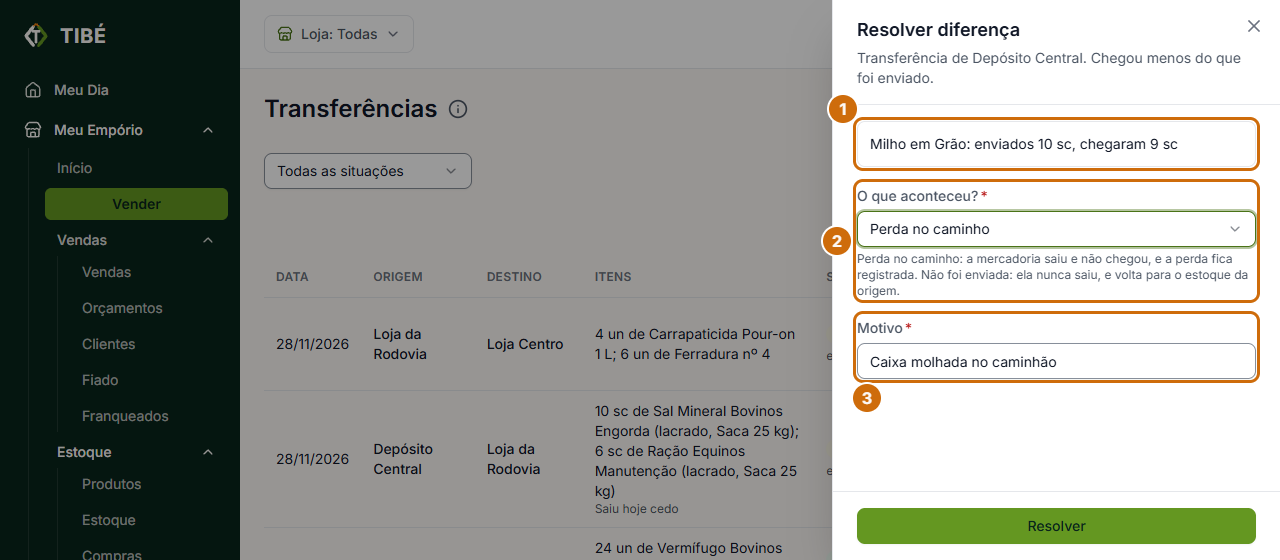 TIBÉ
Meu Dia
Meu Empório
Início
Vender
Vendas
Vendas
Orçamentos
Clientes
Fiado
Franqueados
Estoque
Produtos
Estoque
Compras
Loja: Todas
Transferências
Todas as situações
DATA ORIGEM DESTINO ITENS
28/11/2026
Loja da
Rodovia
Loja Centro
4 un de Carrapaticida Pour-on
1 L; 6 un de Ferradura nº 4
28/11/2026
Depósito
Central
Loja da
Rodovia
10 sc de Sal Mineral Bovinos
Engorda (lacrado, Saca 25 kg);
6 sc de Ração Equinos
Manutenção (lacrado, Saca 25
kg)
Saiu hoje cedo
24 un de Vermífugo Bovinos
Resolver diferença
Transferência de Depósito Central. Chegou menos do que
foi enviado.
1
Milho em Grão: enviados 10 sc, chegaram 9 sc
2
O que aconteceu? *
Perda no caminho
Perda no caminho: a mercadoria saiu e não chegou, e a perda fica
registrada. Não foi enviada: ela nunca saiu, e volta para o estoque da
origem.
Motivo *
Caixa molhada no caminhão
3
Resolver